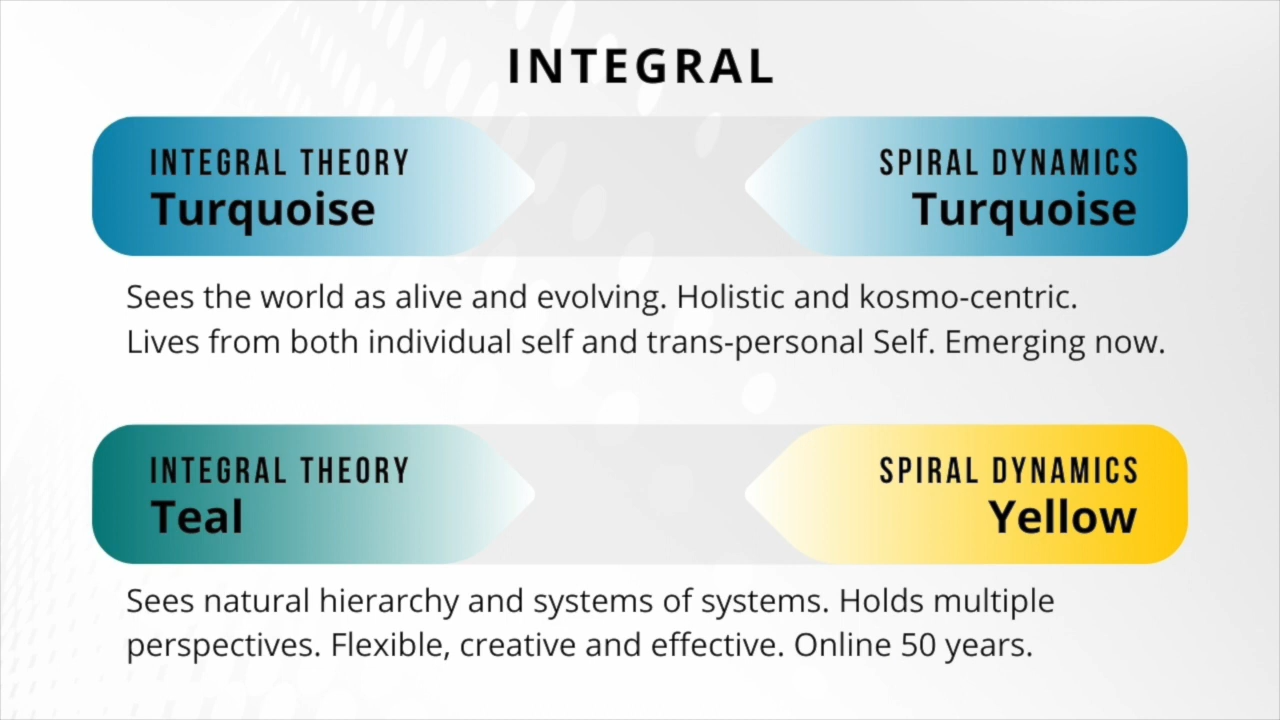 INTEGRAL
INTEGRAL THEORY
Turquoise
SPIRAL DYNAMICS
Turquoise
Sees the world as alive and evolving. Holistic and kosmo-centric.
Lives from both individual self and trans-personal Self. Emerging now.
INTEGRAL THEORY
Teal
SPIRAL DYNAMICS
Yellow
Sees natural hierarchy and systems of systems. Holds multiple
perspectives. Flexible, creative and effective. Online 50 years.